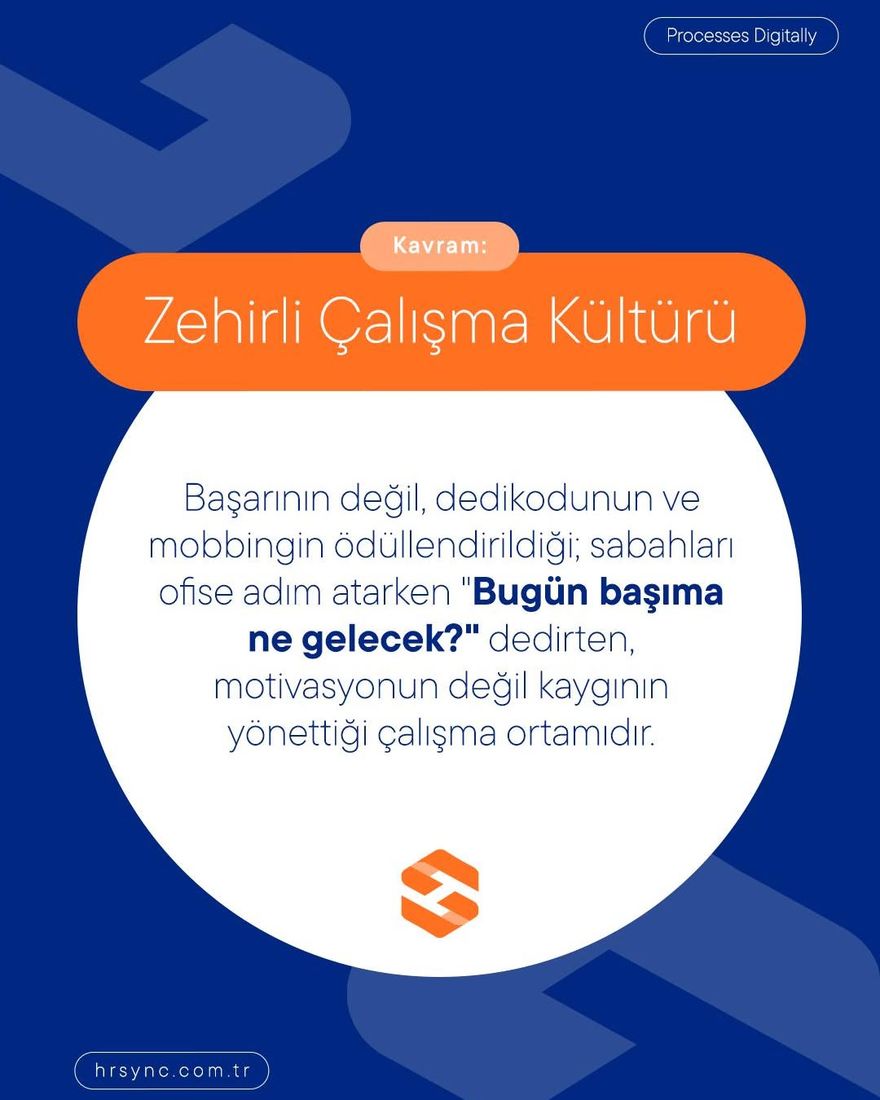 Processes Digitally
Kavram:
Zehirli Çalışma Kültürü
Başarının değil, dedikodunun ve
mobbingin ödüllendirildiği; sabahları
ofise adım atarken "Bugün başıma
ne gelecek?" dedirten,
motivasyonun değil kaygının
yönettiği çalışma ortamıdır.
hrsync.com.tr